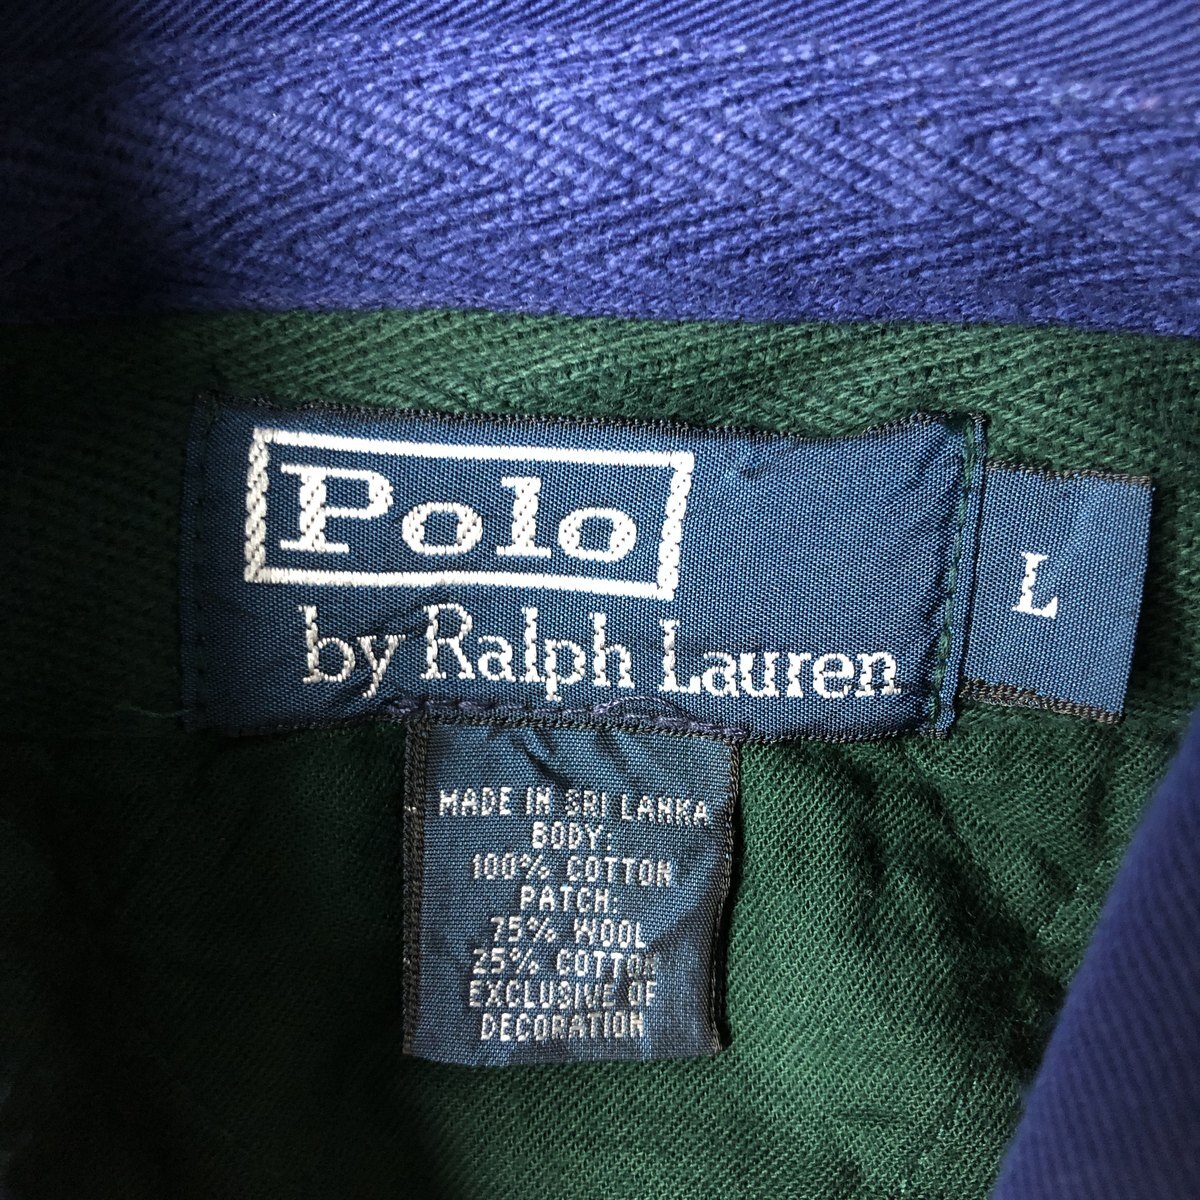 Polo
by Ralph Lauren
L
MADE IN SRI LANKA
BODY:
100% COTTON
PATCH:
75% WOOL
25% COTTON
EXCLUSIVE OF
DECORATION